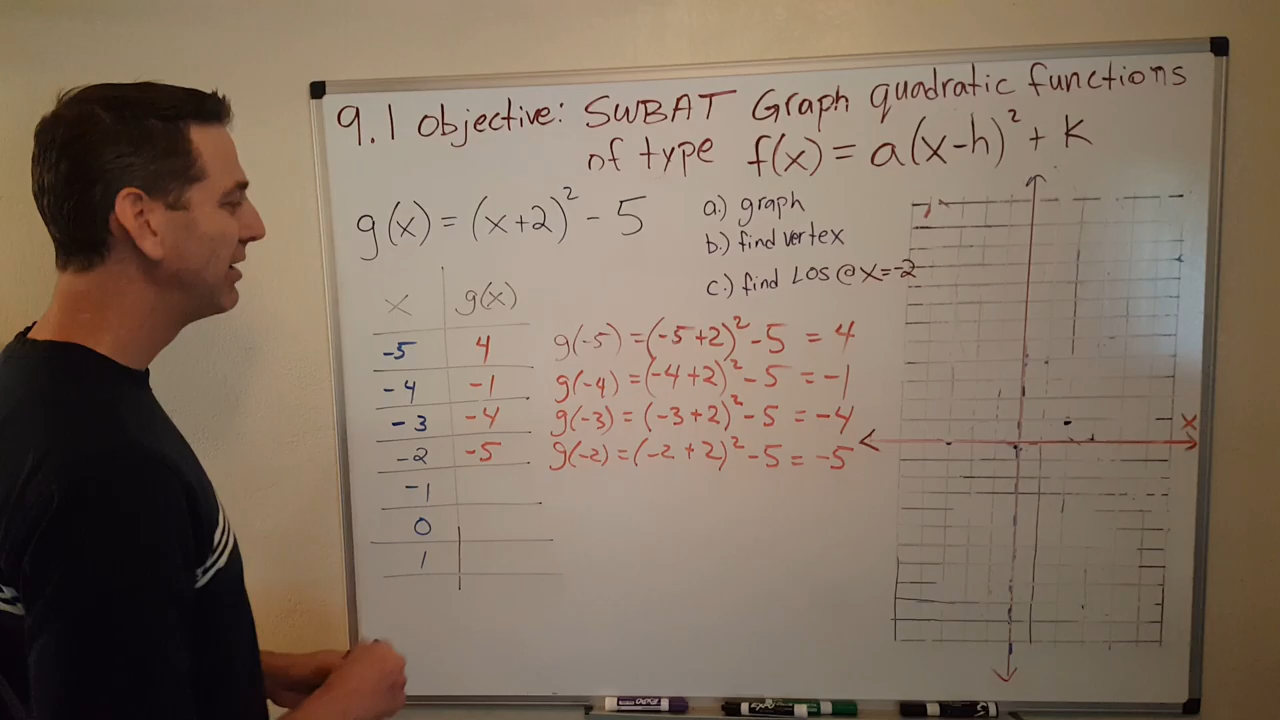 9.1 Objective: SWBAT Graph quadratic functions
of type f(x) = a(x-h)² + K
g(x) = (x+2)² - 5
a.) graph
b.) find vertex
c.) find LOS @ x=-2
x g(x)
-5 4 g(-5) = (-5+2)² - 5 = 4
-4 -1 g(-4) = (-4+2)² - 5 = -1
-3 -4 g(-3) = (-3+2)² - 5 = -4
-2 -5 g(-2) = (-2+2)² - 5 = -5
-1
0
1
x
EXPO